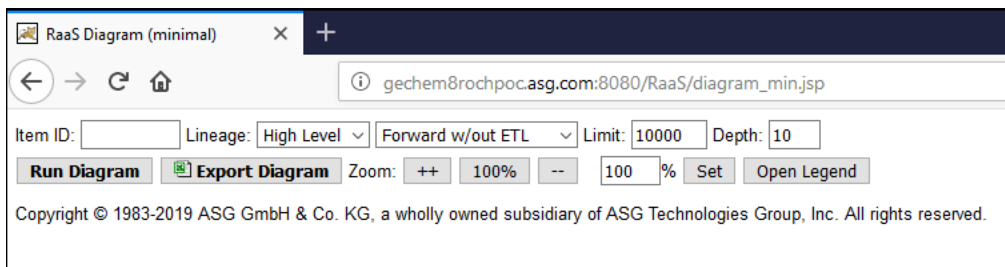 RaaS Diagram (minimal)
gechem8rochpoc.asg.com:8080/RaaS/diagram_min.jsp
Item ID: Lineage: High Level Forward w/out ETL Limit: 10000 Depth: 10
Run Diagram Export Diagram Zoom: ++ 100% -- 100 % Set Open Legend
Copyright © 1983-2019 ASG GmbH & Co. KG, a wholly owned subsidiary of ASG Technologies Group, Inc. All rights reserved.